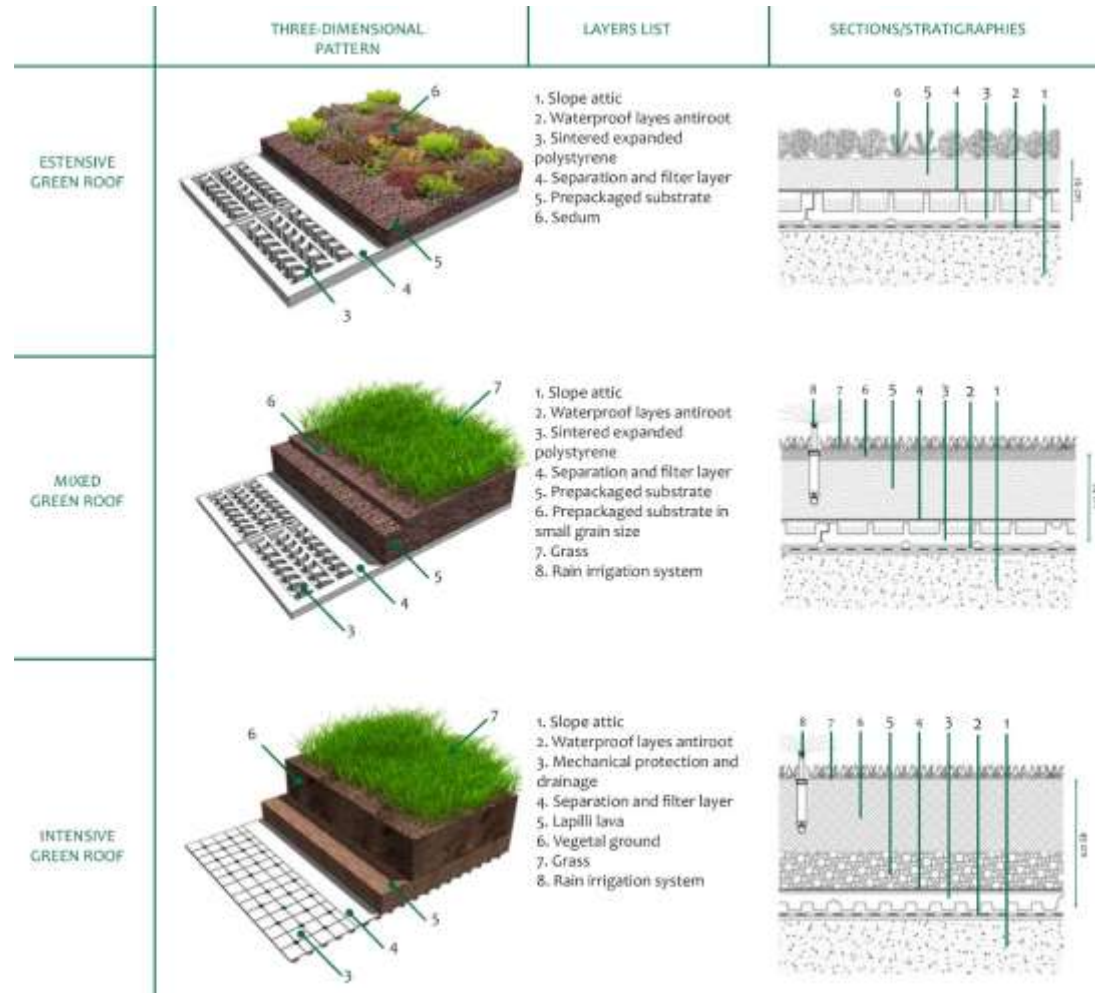 THREE-DIMENSIONAL
PATTERN
LAYERS LIST
SECTIONS/STRATIGRAPHIES
ESTENSIVE
GREEN ROOF
6
5
4
3
1. Slope attic
2. Waterproof layes antiroot
3. Sintered expanded
polystyrene
4. Separation and filter layer
5. Prepackaged substrate
6. Sedum
6 5 4 3 2 1
MIXED
GREEN ROOF
7
6
5
4
3
1. Slope attic
2. Waterproof layes antiroot
3. Sintered expanded
polystyrene
4. Separation and filter layer
5. Prepackaged substrate
6. Prepackaged substrate in
small grain size
7. Grass
8. Rain irrigation system
8 7 6 5 4 3 2 1
INTENSIVE
GREEN ROOF
7
6
5
4
3
1. Slope attic
2. Waterproof layes antiroot
3. Mechanical protection and
drainage
4. Separation and filter layer
5. Lapilli lava
6. Vegetal ground
7. Grass
8. Rain irrigation system
8 7 6 5 4 3 2 1